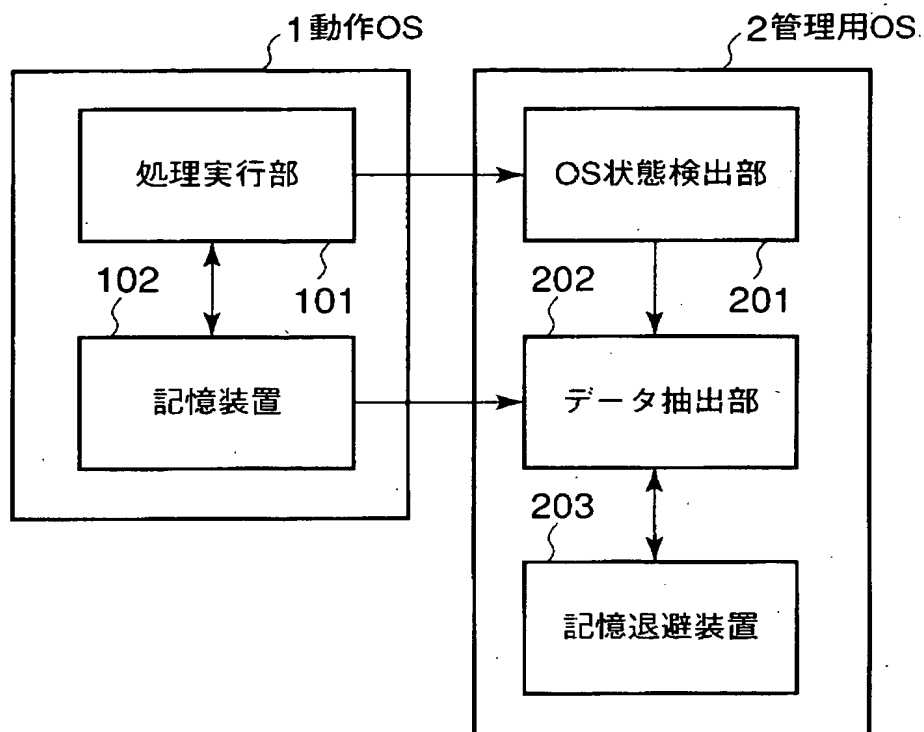 1動作OS
2管理用OS
処理実行部
OS状態検出部
102
101
202
201
記憶装置
データ抽出部
203
記憶退避装置